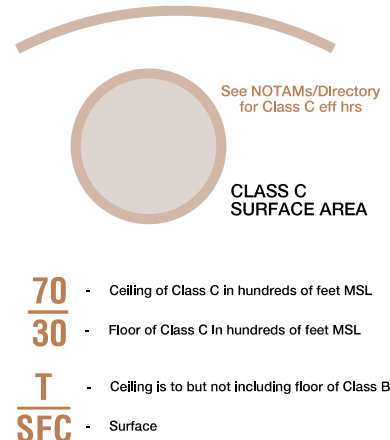 See NOTAMs/Directory
for Class C eff hrs
CLASS C
SURFACE AREA
70 - Ceiling of Class C in hundreds of feet MSL
30 - Floor of Class C In hundreds of feet MSL
T - Ceiling is to but not including floor of Class B
SFC - Surface